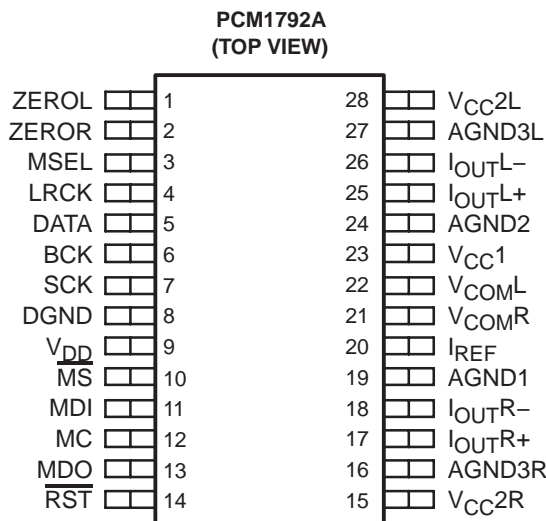 PCM1792A
(TOP VIEW)
ZEROL 1 28 VCC2L
ZEROR 2 27 AGND3L
MSEL 3 26 IOUTL−
LRCK 4 25 IOUTL+
DATA 5 24 AGND2
BCK 6 23 VCC1
SCK 7 22 VCOML
DGND 8 21 VCOMR
VDD 9 20 IREF
M̅S̅ 10 19 AGND1
MDI 11 18 IOUTR−
MC 12 17 IOUTR+
MDO 13 16 AGND3R
R̅S̅T̅ 14 15 VCC2R